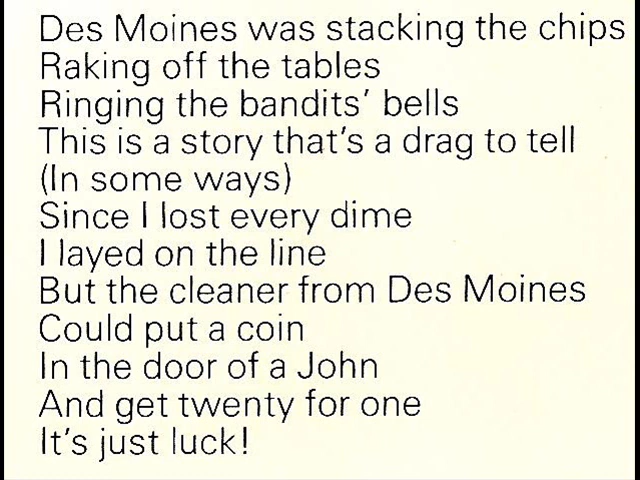 Des Moines was stacking the chips
Raking off the tables
Ringing the bandits' bells
This is a story that's a drag to tell
(In some ways)
Since I lost every dime
I layed on the line
But the cleaner from Des Moines
Could put a coin
In the door of a John
And get twenty for one
It's just luck!